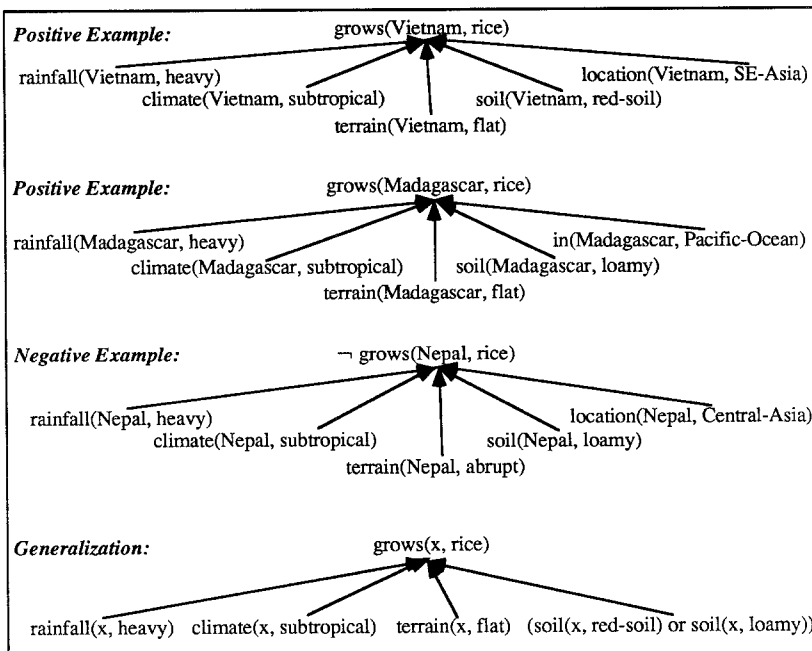 Positive Example: grows(Vietnam, rice)
rainfall(Vietnam, heavy) location(Vietnam, SE-Asia)
climate(Vietnam, subtropical) soil(Vietnam, red-soil)
terrain(Vietnam, flat)
Positive Example: grows(Madagascar, rice)
rainfall(Madagascar, heavy) in(Madagascar, Pacific-Ocean)
climate(Madagascar, subtropical) soil(Madagascar, loamy)
terrain(Madagascar, flat)
Negative Example: ¬ grows(Nepal, rice)
rainfall(Nepal, heavy) location(Nepal, Central-Asia)
climate(Nepal, subtropical) soil(Nepal, loamy)
terrain(Nepal, abrupt)
Generalization: grows(x, rice)
rainfall(x, heavy) climate(x, subtropical) terrain(x, flat) (soil(x, red-soil) or soil(x, loamy))